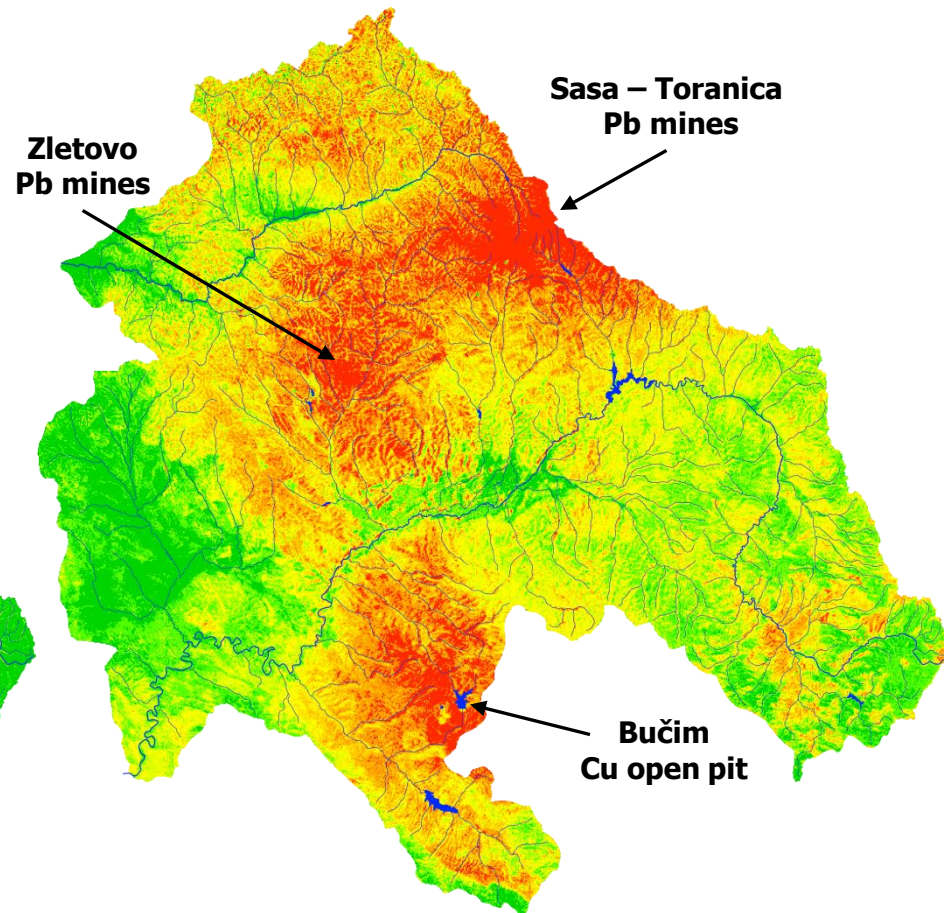 Sasa – Toranica
Pb mines
Zletovo
Pb mines
Bučim
Cu open pit